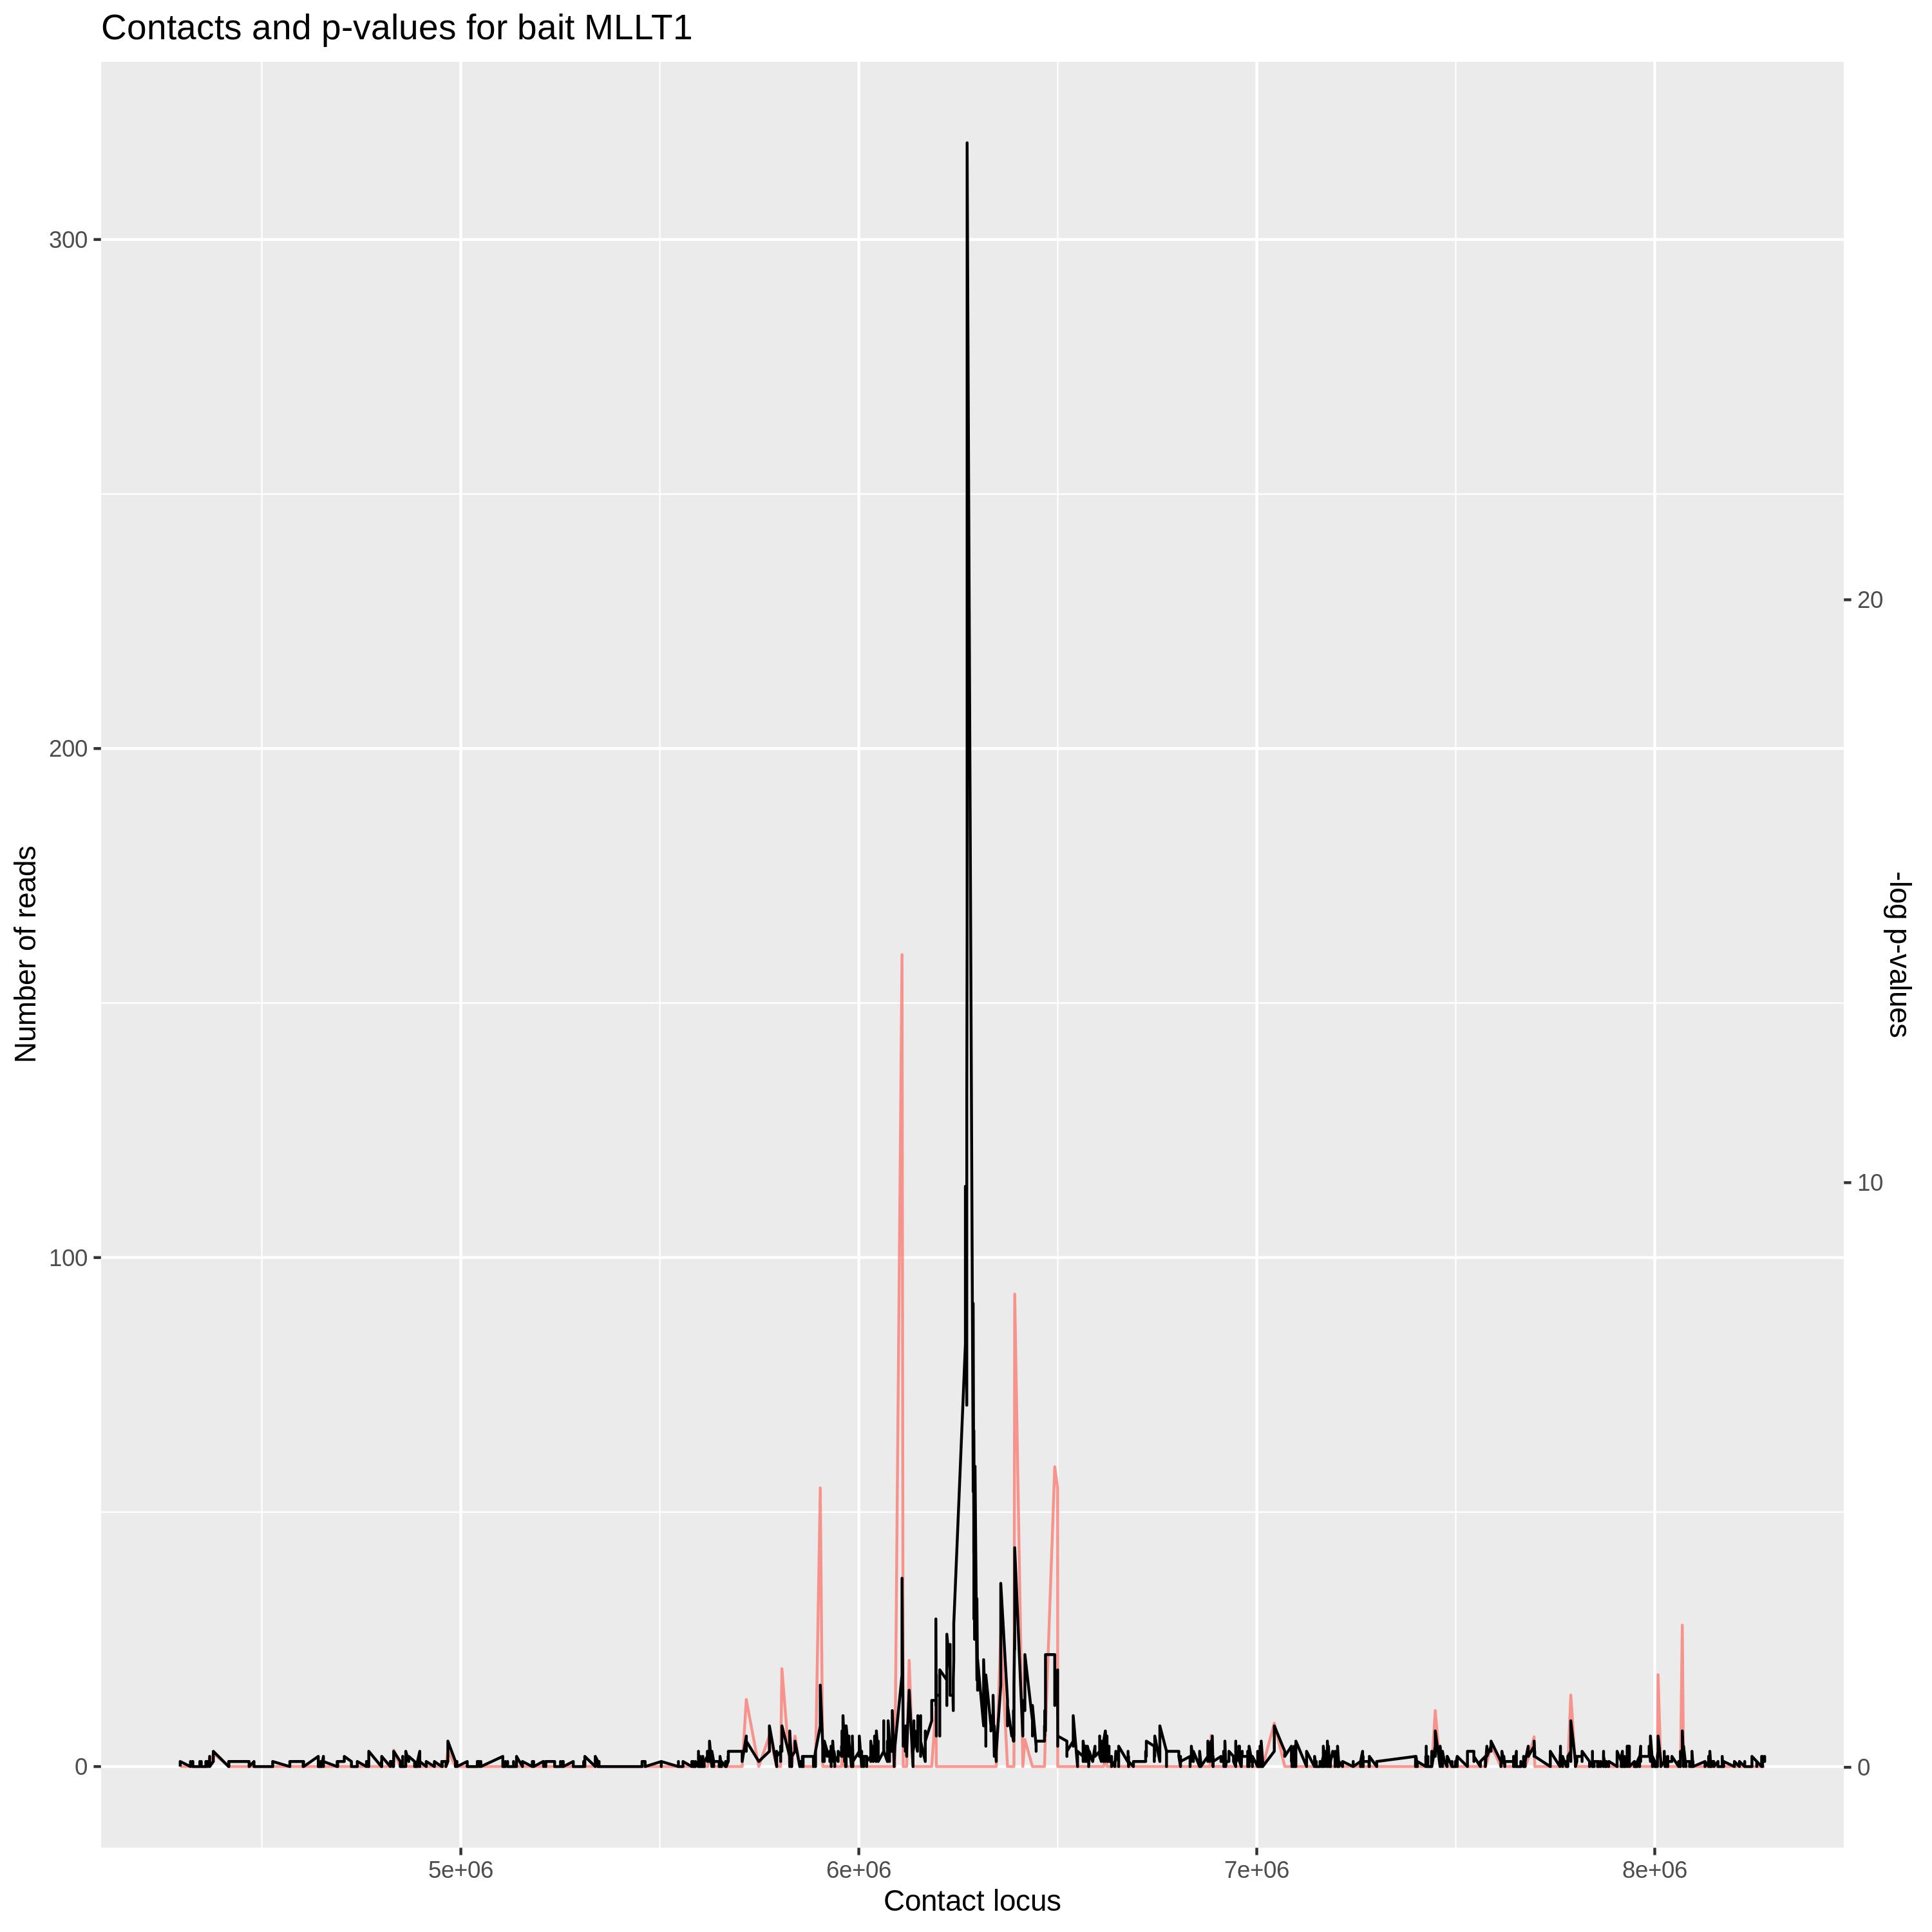 Contacts and p-values for bait MLLT1
300
200
100
0
Number of reads
20
10
0
-log p-values
5e+06
6e+06
7e+06
8e+06
Contact locus